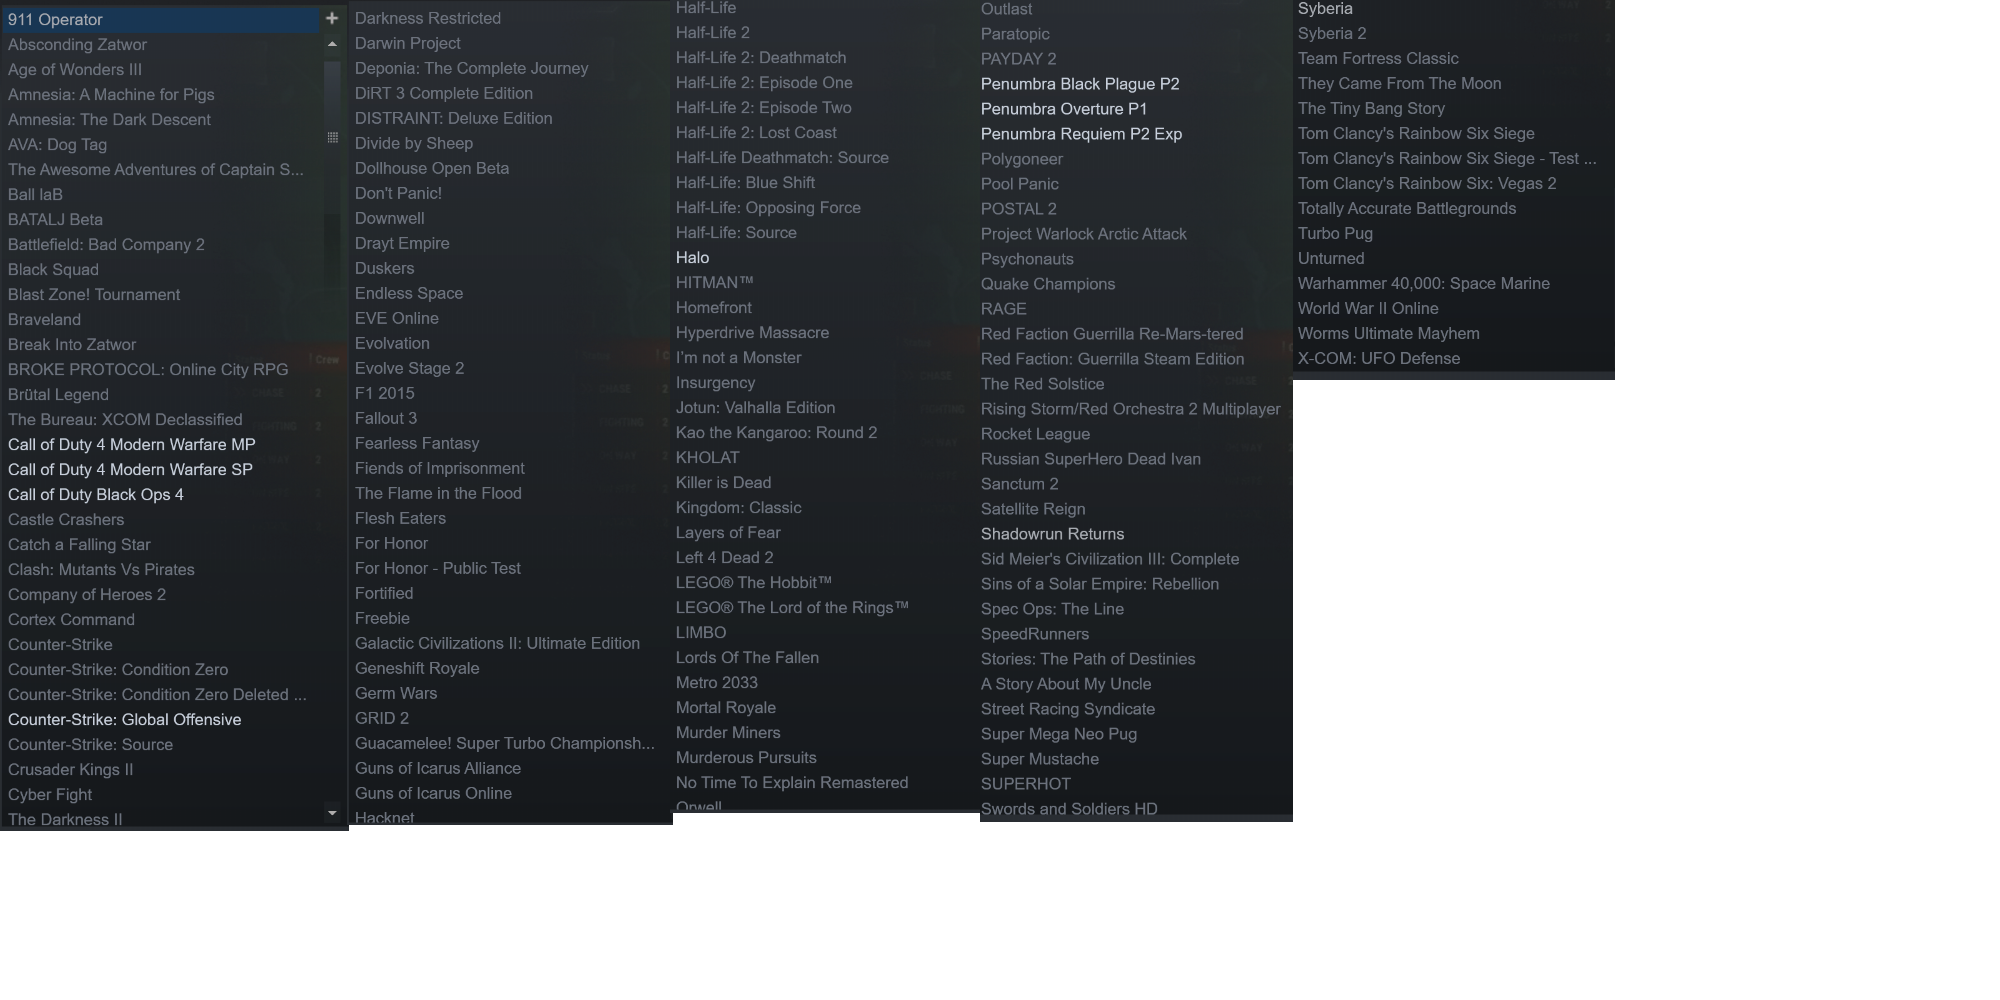 911 Operator
Absconding Zatwor
Age of Wonders III
Amnesia: A Machine for Pigs
Amnesia: The Dark Descent
AVA: Dog Tag
The Awesome Adventures of Captain S...
Ball laB
BATALJ Beta
Battlefield: Bad Company 2
Black Squad
Blast Zone! Tournament
Braveland
Break Into Zatwor
BROKE PROTOCOL: Online City RPG
Brütal Legend
The Bureau: XCOM Declassified
Call of Duty 4 Modern Warfare MP
Call of Duty 4 Modern Warfare SP
Call of Duty Black Ops 4
Castle Crashers
Catch a Falling Star
Clash: Mutants Vs Pirates
Company of Heroes 2
Cortex Command
Counter-Strike
Counter-Strike: Condition Zero
Counter-Strike: Condition Zero Deleted ...
Counter-Strike: Global Offensive
Counter-Strike: Source
Crusader Kings II
Cyber Fight
The Darkness II
Darkness Restricted
Darwin Project
Deponia: The Complete Journey
DiRT 3 Complete Edition
DISTRAINT: Deluxe Edition
Divide by Sheep
Dollhouse Open Beta
Don't Panic!
Downwell
Drayt Empire
Duskers
Endless Space
EVE Online
Evolvation
Evolve Stage 2
F1 2015
Fallout 3
Fearless Fantasy
Fiends of Imprisonment
The Flame in the Flood
Flesh Eaters
For Honor
For Honor - Public Test
Fortified
Freebie
Galactic Civilizations II: Ultimate Edition
Geneshift Royale
Germ Wars
GRID 2
Guacamelee! Super Turbo Championsh...
Guns of Icarus Alliance
Guns of Icarus Online
Hacknet
Half-Life
Half-Life 2
Half-Life 2: Deathmatch
Half-Life 2: Episode One
Half-Life 2: Episode Two
Half-Life 2: Lost Coast
Half-Life Deathmatch: Source
Half-Life: Blue Shift
Half-Life: Opposing Force
Half-Life: Source
Halo
HITMAN™
Homefront
Hyperdrive Massacre
I'm not a Monster
Insurgency
Jotun: Valhalla Edition
Kao the Kangaroo: Round 2
KHOLAT
Killer is Dead
Kingdom: Classic
Layers of Fear
Left 4 Dead 2
LEGO® The Hobbit™
LEGO® The Lord of the Rings™
LIMBO
Lords Of The Fallen
Metro 2033
Mortal Royale
Murder Miners
Murderous Pursuits
No Time To Explain Remastered
Orwell
Outlast
Paratopic
PAYDAY 2
Penumbra Black Plague P2
Penumbra Overture P1
Penumbra Requiem P2 Exp
Polygoneer
Pool Panic
POSTAL 2
Project Warlock Arctic Attack
Psychonauts
Quake Champions
RAGE
Red Faction Guerrilla Re-Mars-tered
Red Faction: Guerrilla Steam Edition
The Red Solstice
Rising Storm/Red Orchestra 2 Multiplayer
Rocket League
Russian SuperHero Dead Ivan
Sanctum 2
Satellite Reign
Shadowrun Returns
Sid Meier's Civilization III: Complete
Sins of a Solar Empire: Rebellion
Spec Ops: The Line
SpeedRunners
Stories: The Path of Destinies
A Story About My Uncle
Street Racing Syndicate
Super Mega Neo Pug
Super Mustache
SUPERHOT
Swords and Soldiers HD
Syberia
Syberia 2
Team Fortress Classic
They Came From The Moon
The Tiny Bang Story
Tom Clancy's Rainbow Six Siege
Tom Clancy's Rainbow Six Siege - Test ...
Tom Clancy's Rainbow Six: Vegas 2
Totally Accurate Battlegrounds
Turbo Pug
Unturned
Warhammer 40,000: Space Marine
World War II Online
Worms Ultimate Mayhem
X-COM: UFO Defense